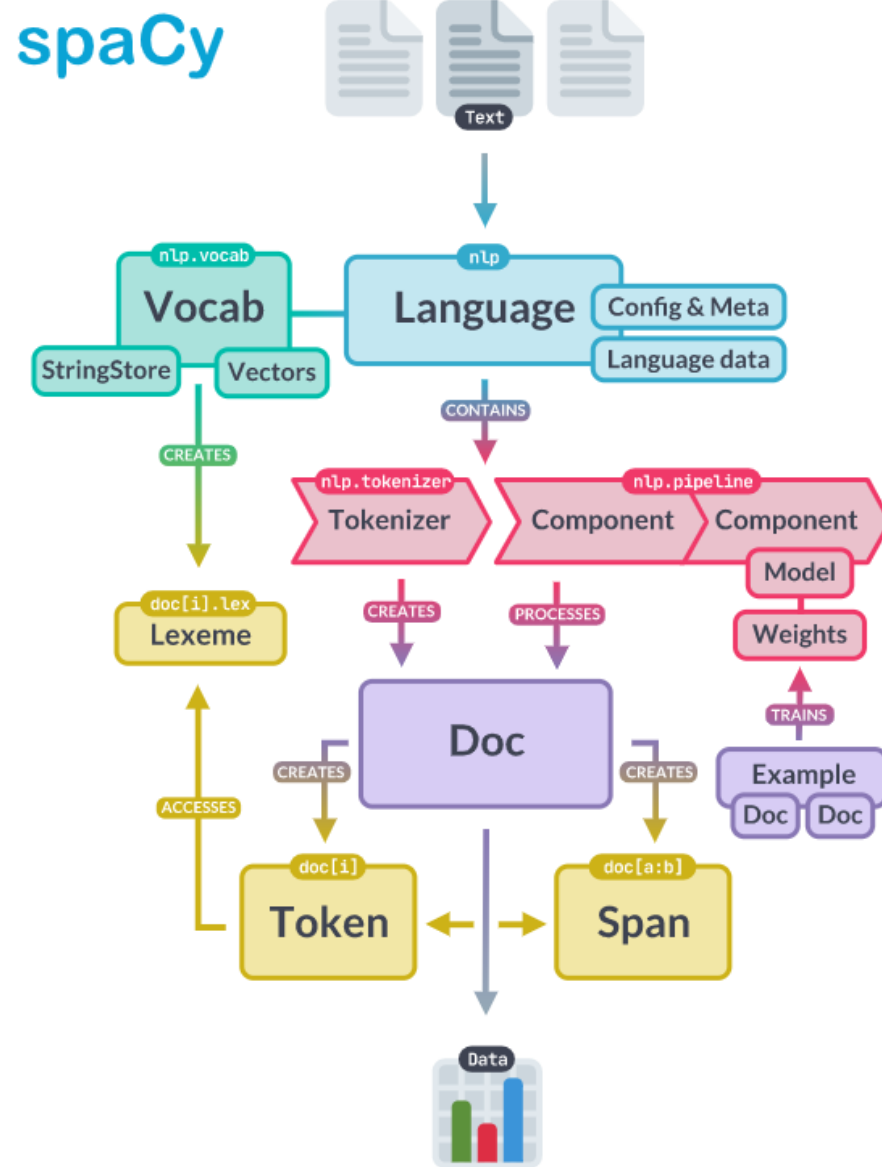 spaCy
Text
nlp.vocab
nlp
Vocab
Language
Config & Meta
StringStore
Vectors
Language data
CONTAINS
CREATES
nlp.tokenizer
nlp.pipeline
Tokenizer
Component
Component
Model
doc[i].lex
Lexeme
CREATES
PROCESSES
Weights
TRAINS
Doc
CREATES
CREATES
Example
Doc
Doc
ACCESSES
doc[i]
doc[a:b]
Token
Span
Data